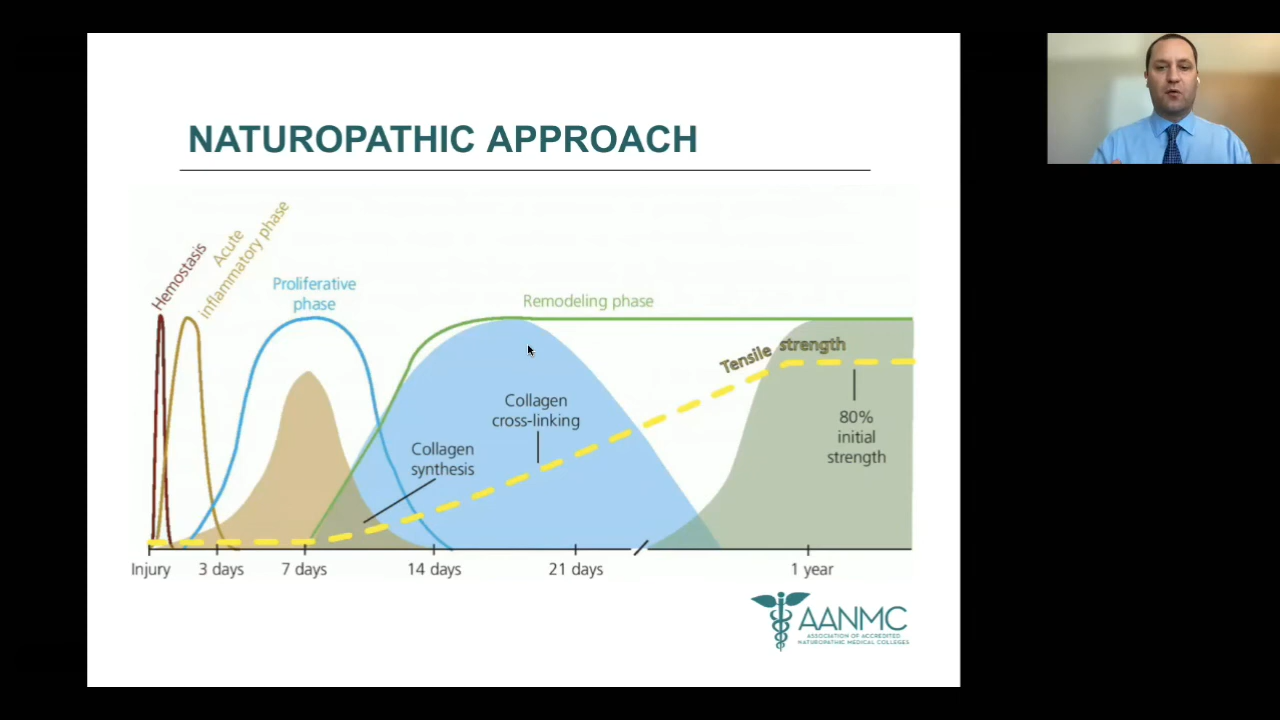 NATUROPATHIC APPROACH
Hemostasis
Acute
inflammatory phase
Proliferative
phase
Remodeling phase
Tensile strength
Collagen
cross-linking
80%
initial
strength
Collagen
synthesis
Injury
3 days
7 days
14 days
21 days
1 year
AANMC
ASSOCIATION OF ACCREDITED
NATUROPATHIC MEDICAL COLLEGES